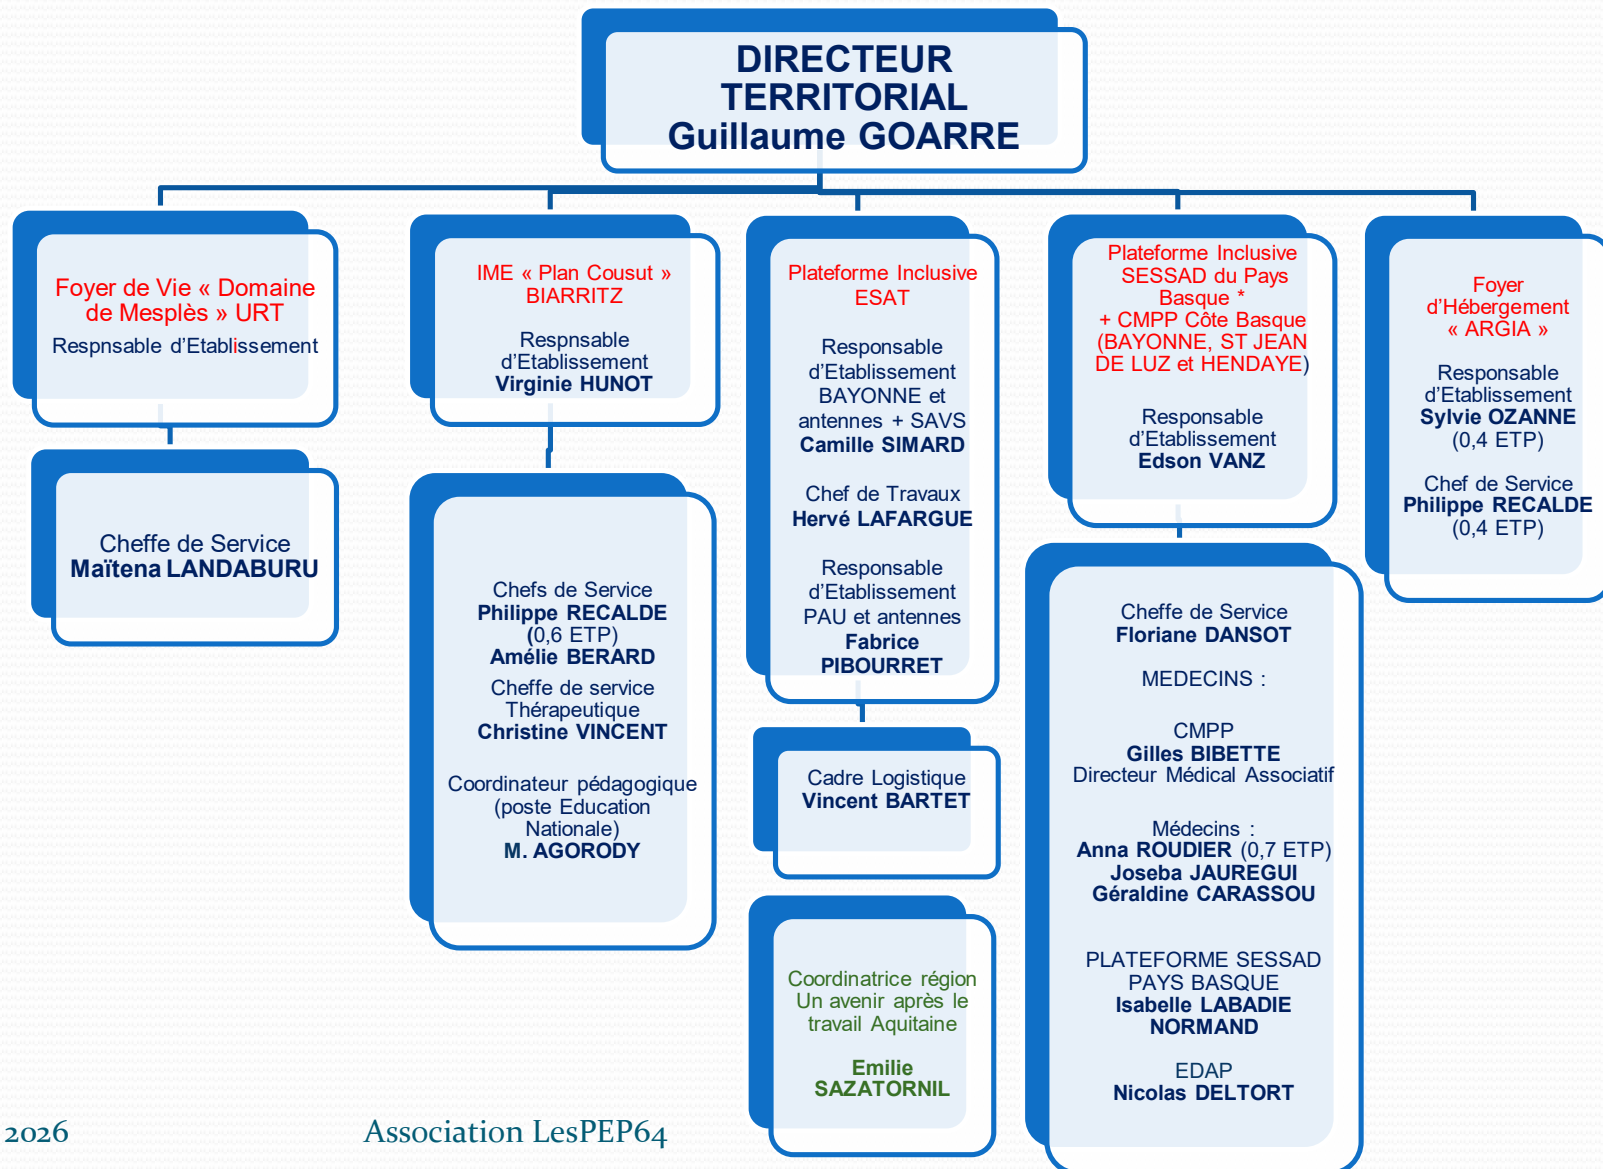 DIRECTEUR
TERRITORIAL
Guillaume GOARRE
Foyer de Vie « Domaine
de Mesplès » URT
Respnsable d'Etablissement
Cheffe de Service
Maïtena LANDABURU
IME « Plan Cousut »
BIARRITZ
Respnsable
d'Etablissement
Virginie HUNOT
Chefs de Service
Philippe RECALDE
(0,6 ETP)
Amélie BERARD
Cheffe de service
Thérapeutique
Christine VINCENT
Coordinateur pédagogique
(poste Education
Nationale)
M. AGORODY
Plateforme Inclusive
ESAT
Responsable
d'Etablissement
BAYONNE et
antennes + SAVS
Camille SIMARD
Chef de Travaux
Hervé LAFARGUE
Responsable
d'Etablissement
PAU et antennes
Fabrice
PIBOURRET
Cadre Logistique
Vincent BARTET
Coordinatrice région
Un avenir après le
travail Aquitaine
Emilie
SAZATORNIL
Plateforme Inclusive
SESSAD du Pays
Basque *
+ CMPP Côte Basque
(BAYONNE, ST JEAN
DE LUZ et HENDAYE)
Responsable
d'Etablissement
Edson VANZ
Cheffe de Service
Floriane DANSOT
MEDECINS :
CMPP
Gilles BIBETTE
Directeur Médical Associatif
Médecins :
Anna ROUDIER (0,7 ETP)
Joseba JAUREGUI
Géraldine CARASSOU
PLATEFORME SESSAD
PAYS BASQUE
Isabelle LABADIE
NORMAND
EDAP
Nicolas DELTORT
Foyer
d'Hébergement
« ARGIA »
Responsable
d'Etablissement
Sylvie OZANNE
(0,4 ETP)
Chef de Service
Philippe RECALDE
(0,4 ETP)
2026
Association LesPEP64